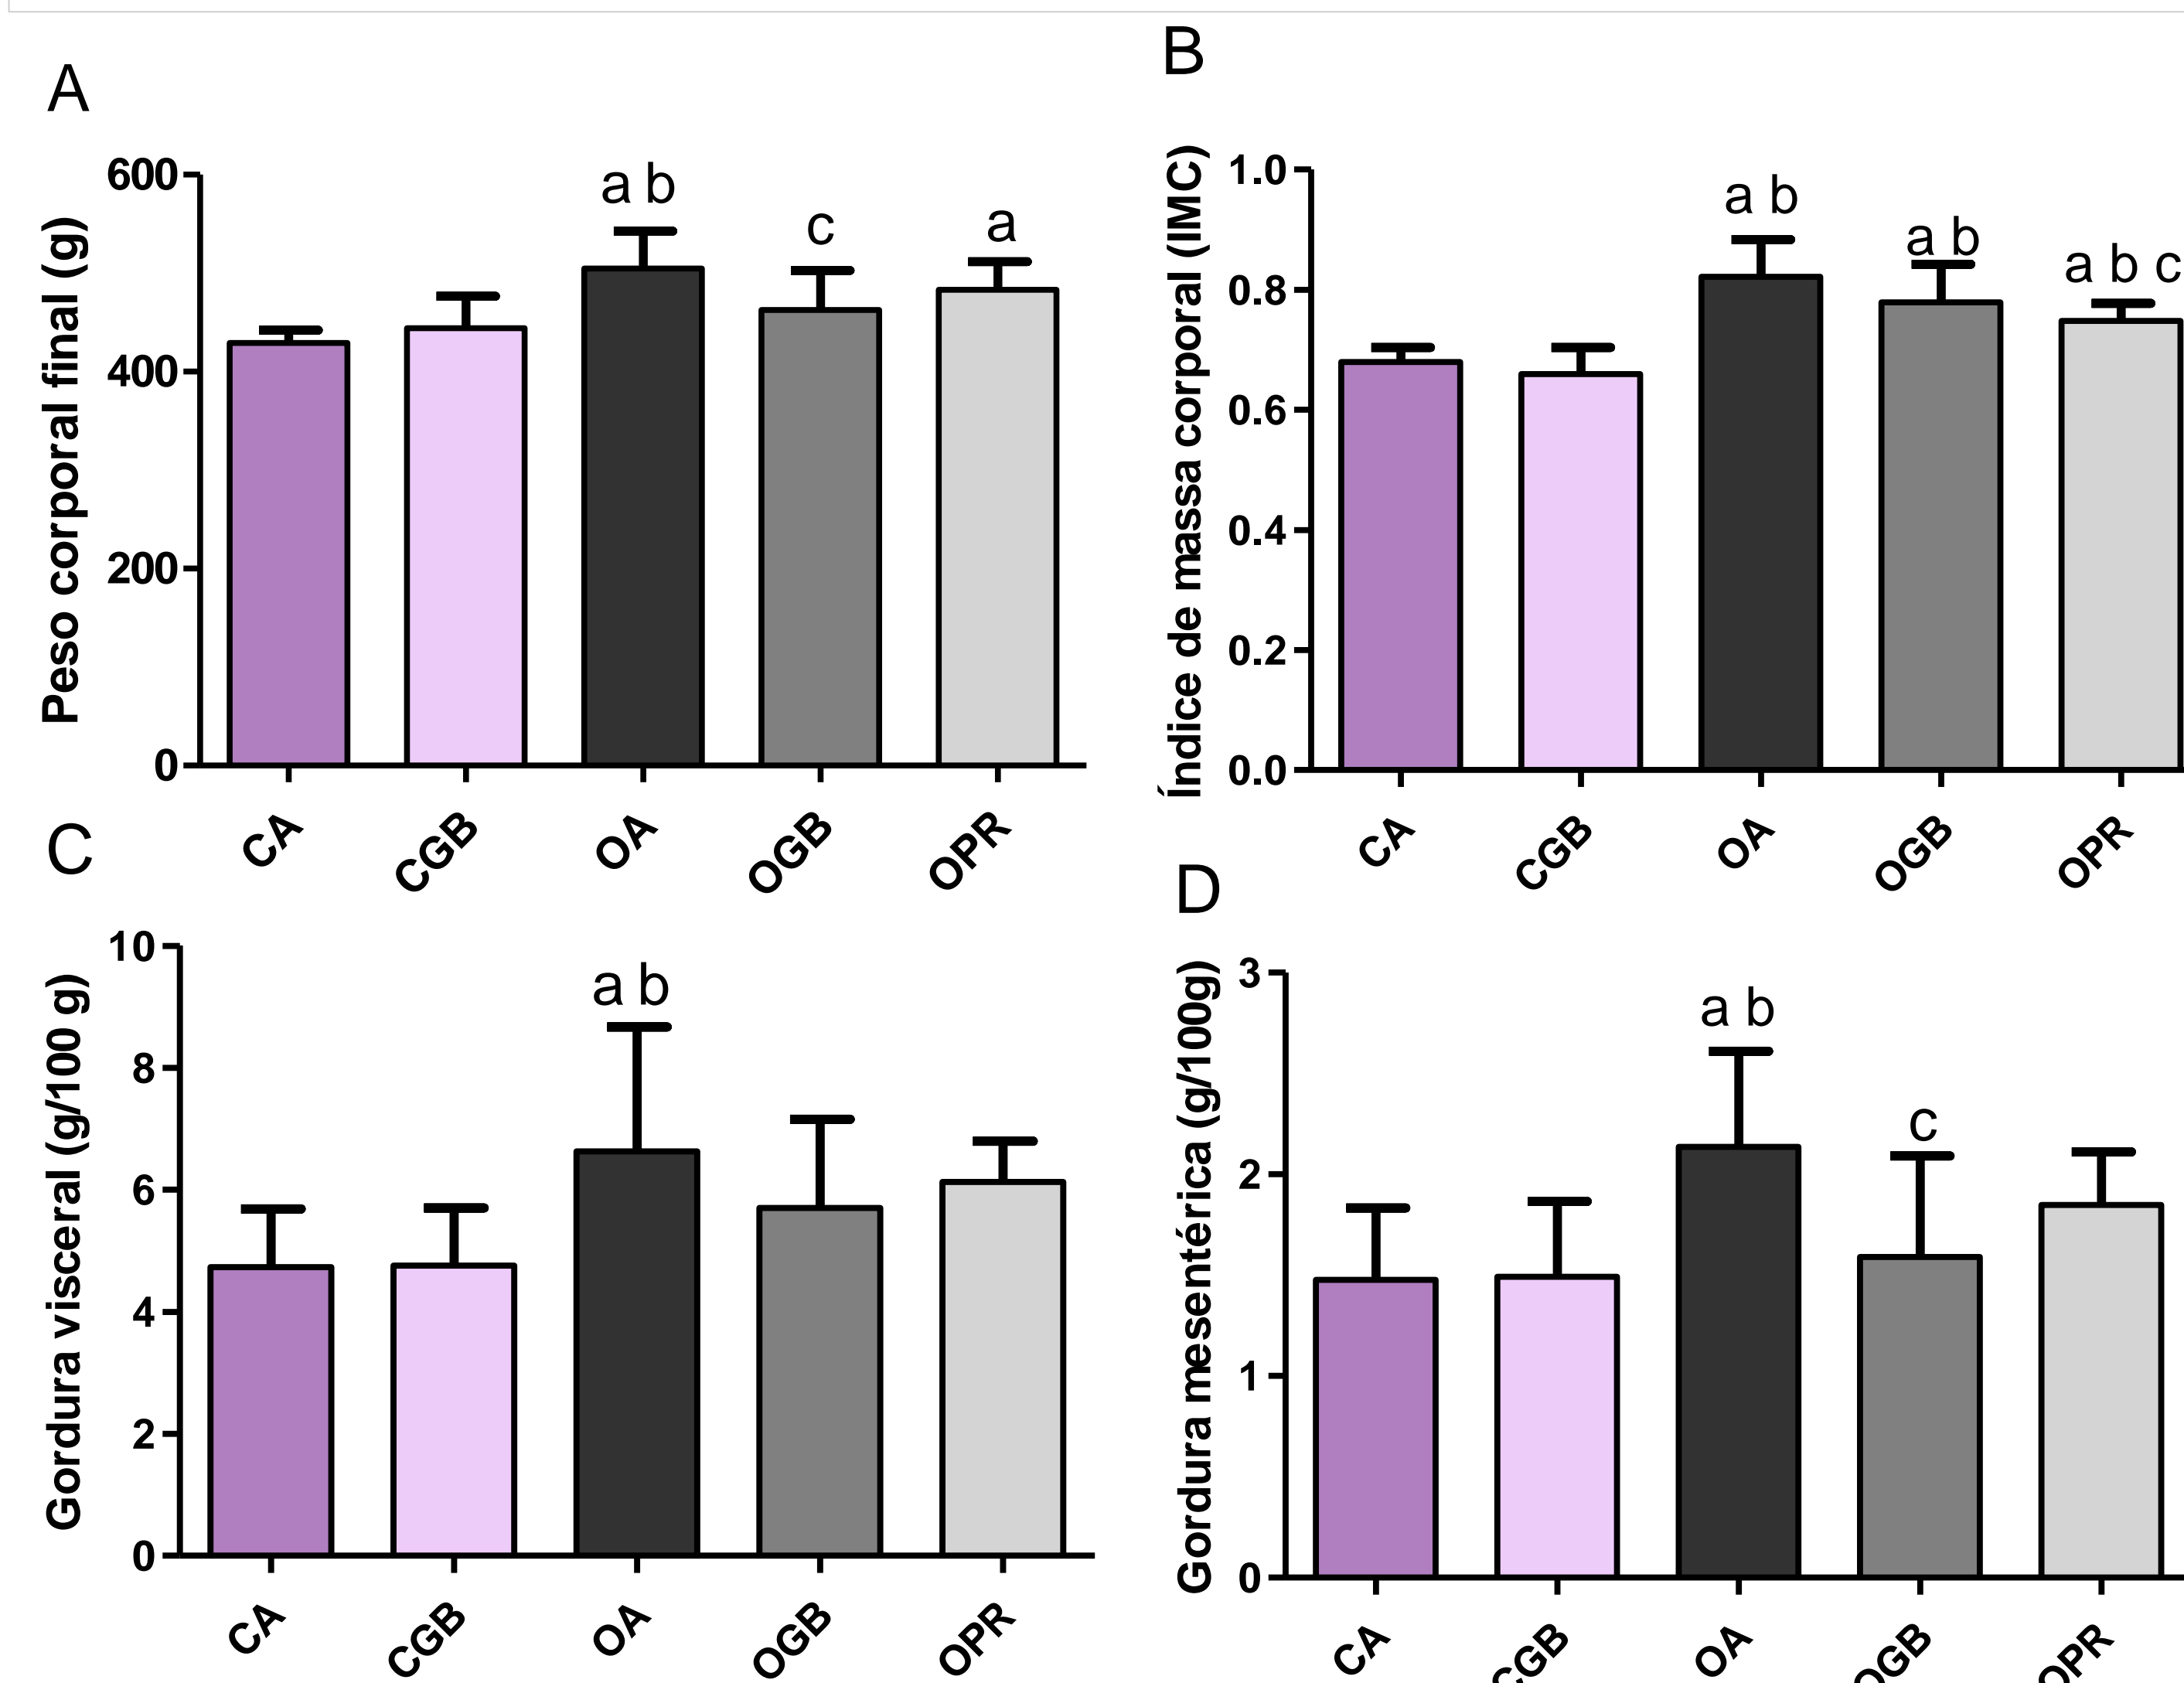 A
Peso corporal final (g)
600
400
200
0
a b
c
a
CA
CGB
OA
OGB
OPR
B
Índice de massa corporal (IMC)
1.0
0.8
0.6
0.4
0.2
0.0
a b
a b
a b c
CA
CGB
OA
OGB
OPR
C
Gordura visceral (g/100 g)
10
8
6
4
2
0
a b
CA
CGB
OA
OGB
OPR
D
Gordura mesentérica (g/100g)
3
2
1
0
a b
c
CA
CGB
OA
OGB
OPR